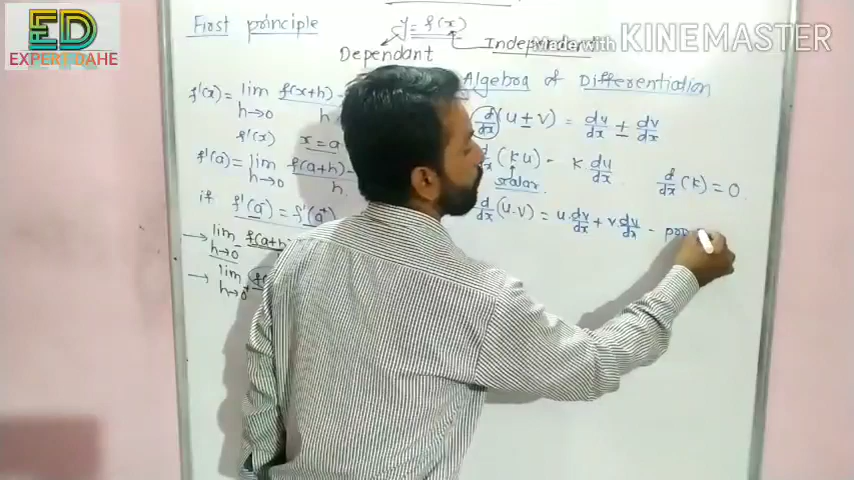 ED
EXPERT DAHE
Made with KINEMASTER
First principle
y = f(x)
Dependant
Independent
f'(x) = lim h→0 f(x+h) -
h
f'(x) x = a
f'(a) = lim h→0 f(a+h) -
h.
if f'(a⁻) = f'(a⁺)
→ lim h→0⁻ f(a+h)
→ lim h→0⁺
Algebra of Differentiation
d/dx (u ± v) = du/dx ± dv/dx
d/dx (ku) = k.du/dx
scalar
d/dx (k) = 0
d/dx (u.v) = u.dv/dx + v.du/dx -